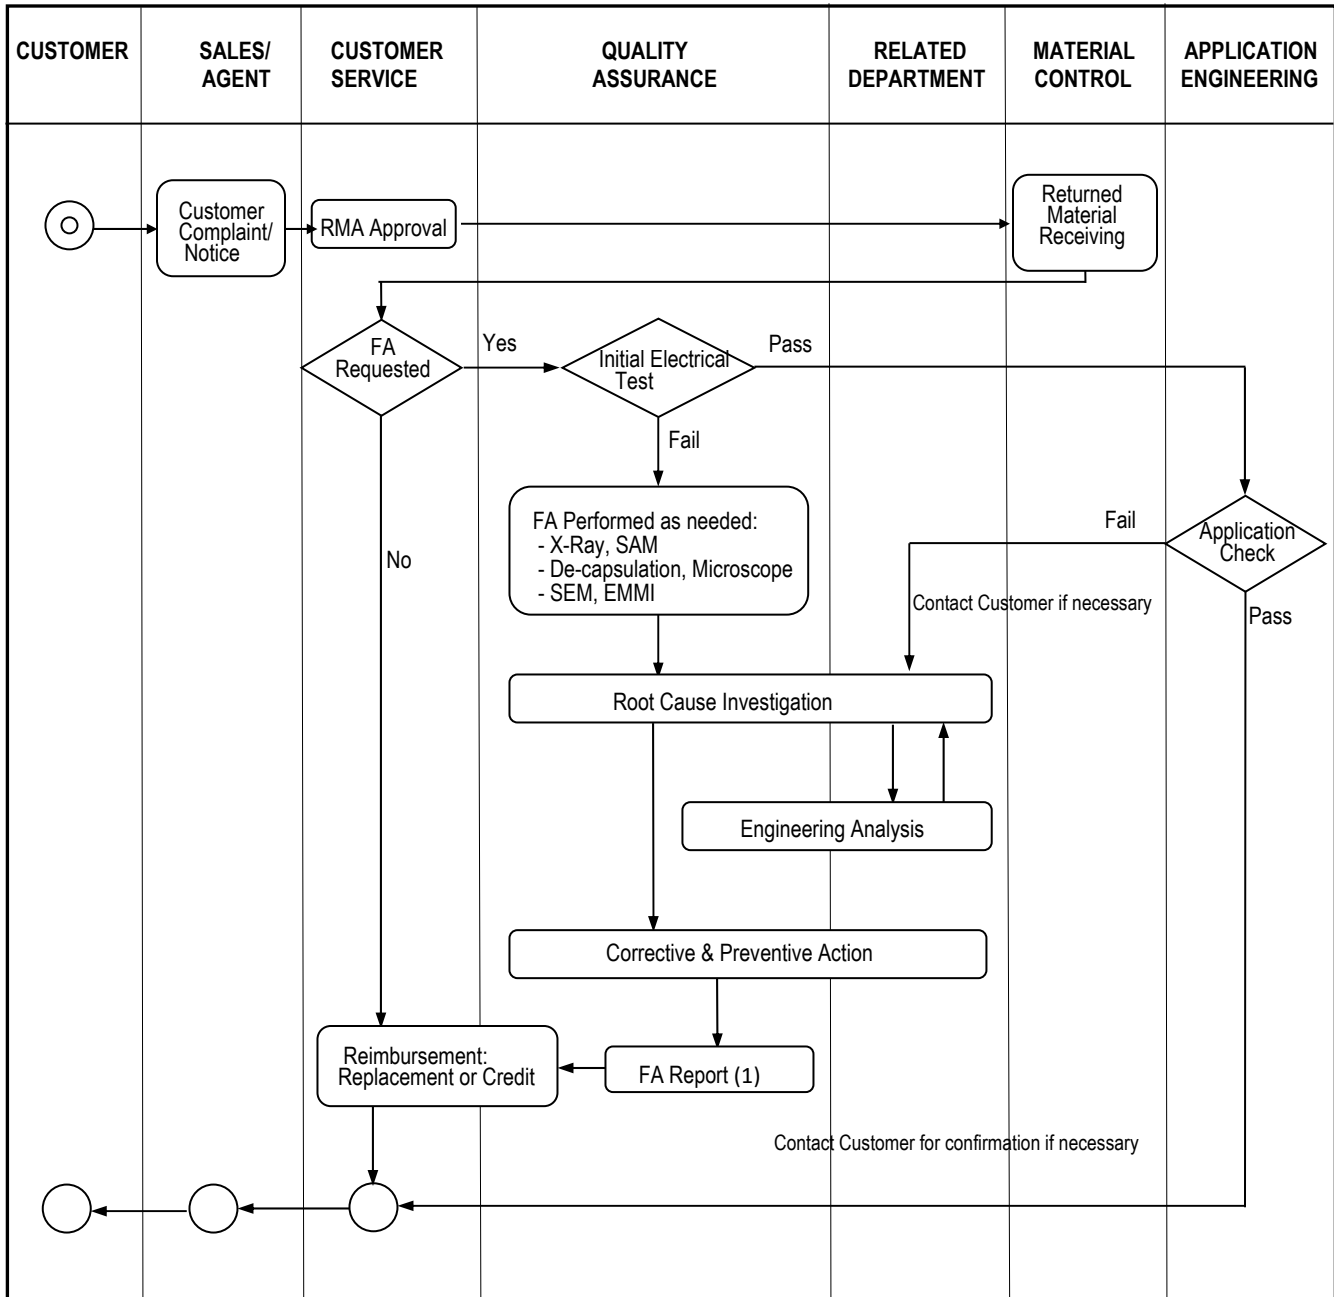 CUSTOMER
SALES/
AGENT
CUSTOMER
SERVICE
QUALITY
ASSURANCE
RELATED
DEPARTMENT
MATERIAL
CONTROL
APPLICATION
ENGINEERING
Customer
Complaint/
Notice
RMA Approval
Returned
Material
Receiving
FA
Requested
Yes
Initial Electrical
Test
Pass
Fail
No
FA Performed as needed:
- X-Ray, SAM
- De-capsulation, Microscope
- SEM, EMMI
Fail
Application
Check
Contact Customer if necessary
Pass
Root Cause Investigation
Engineering Analysis
Corrective & Preventive Action
Reimbursement:
Replacement or Credit
FA Report (1)
Contact Customer for confirmation if necessary